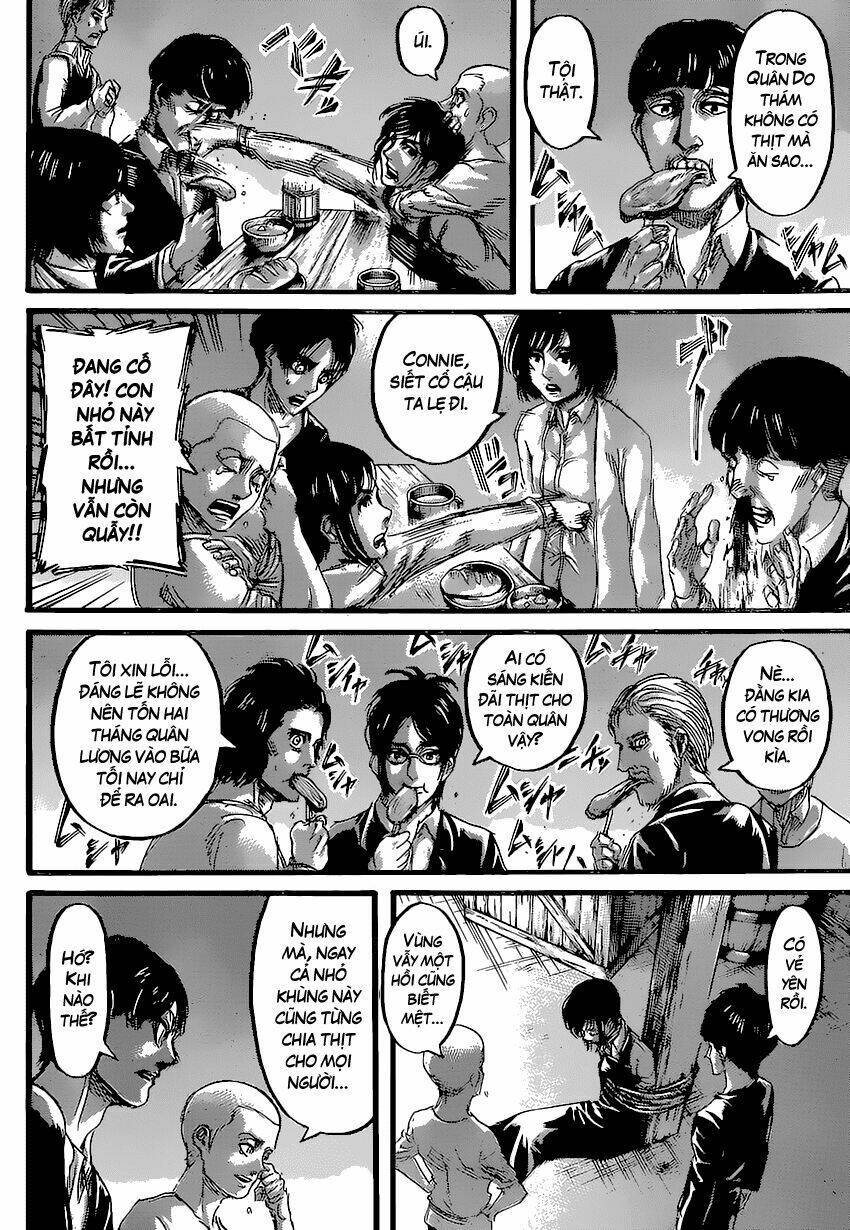 TRONG
QUÂN DO
THÁM
KHÔNG CÓ
THỊT MÀ
ĂN SAO...
TỘI
THẬT.
ÚI.
CONNIE,
SIẾT CỔ CẬU
TA LẸ ĐI.
ĐANG CỐ
ĐÂY! CON
NHỎ NÀY
BẤT TỈNH
RỒI...
NHƯNG
VẪN CÒN
QUẪY!!
NÈ...
ĐẰNG KIA
CÓ THƯƠNG
VONG RỒI
KÌA.
AI CÓ
SÁNG KIẾN
ĐÃI THỊT CHO
TOÀN QUÂN
VẬY?
TÔI XIN LỖI...
ĐÁNG LẼ KHÔNG
NÊN TỐN HAI
THÁNG QUÂN
LƯƠNG VÀO BỮA
TỐI NAY CHỈ
ĐỂ RA OAI.
CÓ
VẺ YÊN
RỒI.
VÙNG
VẪY MỘT
HỒI CŨNG
BIẾT
MỆT...
NHƯNG
MÀ, NGAY
CẢ NHỎ
KHÙNG NÀY
CŨNG TỪNG
CHIA THỊT
CHO MỌI
NGƯỜI...
HỚ?
KHI
NÀO
THẾ?